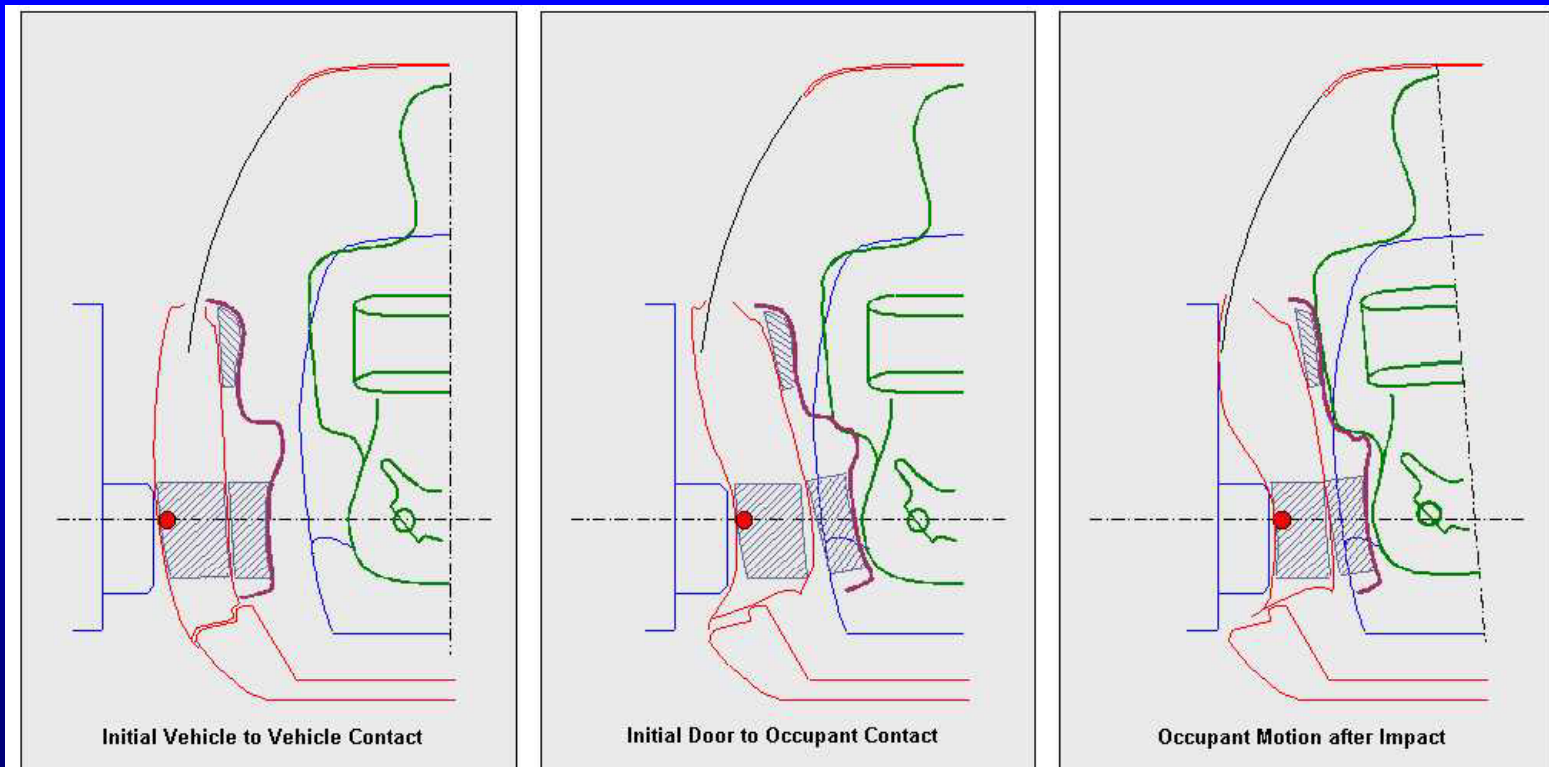 Initial Vehicle to Vehicle Contact
Initial Door to Occupant Contact
Occupant Motion after Impact